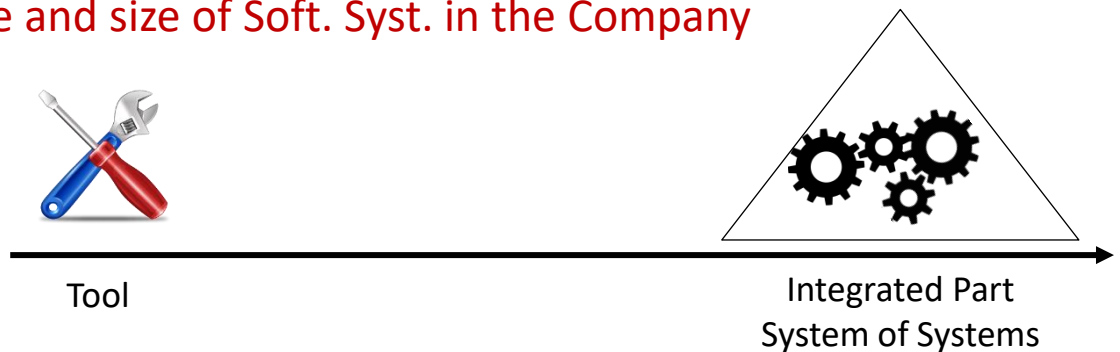 and size of Soft. Syst. in the Company
Tool
Integrated Part
System of Systems